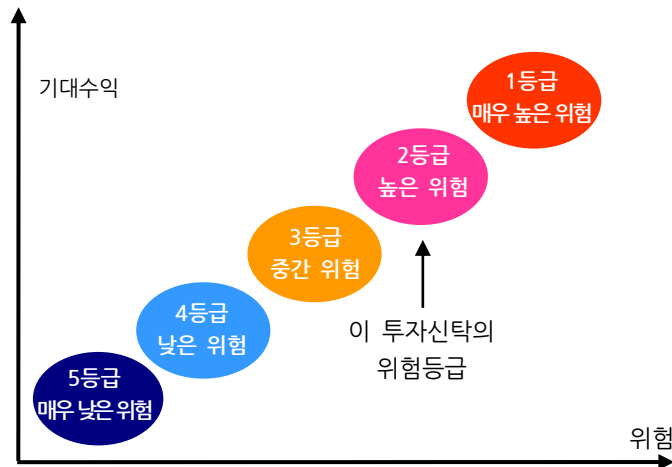 기대수익
1등급
매우 높은 위험
2등급
높은 위험
3등급
중간 위험
4등급
낮은 위험
이 투자신탁의
위험등급
5등급
매우 낮은 위험
위험